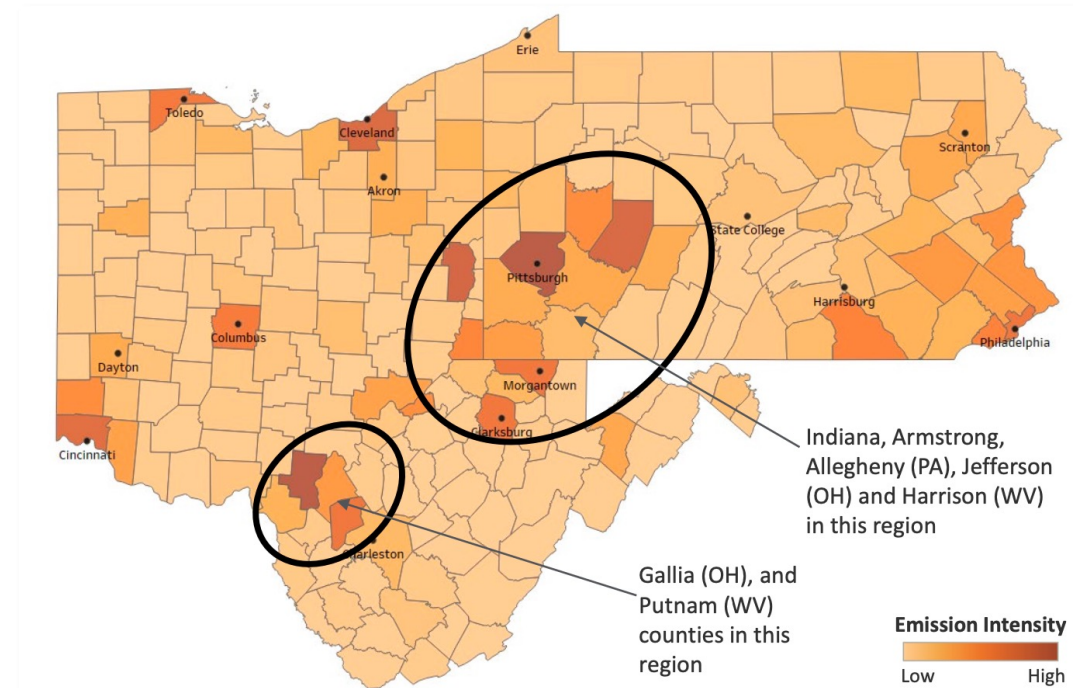 Erie
Toledo
Cleveland
Scranton
Akron
State College
Pittsburgh
Harrisburg
Columbus
Philadelphia
Dayton
Morgantown
Clarksburg
Cincinnati
Indiana, Armstrong,
Allegheny (PA), Jefferson
(OH) and Harrison (WV)
in this region
Charleston
Gallia (OH), and
Putnam (WV)
counties in this
region
Emission Intensity
Low High